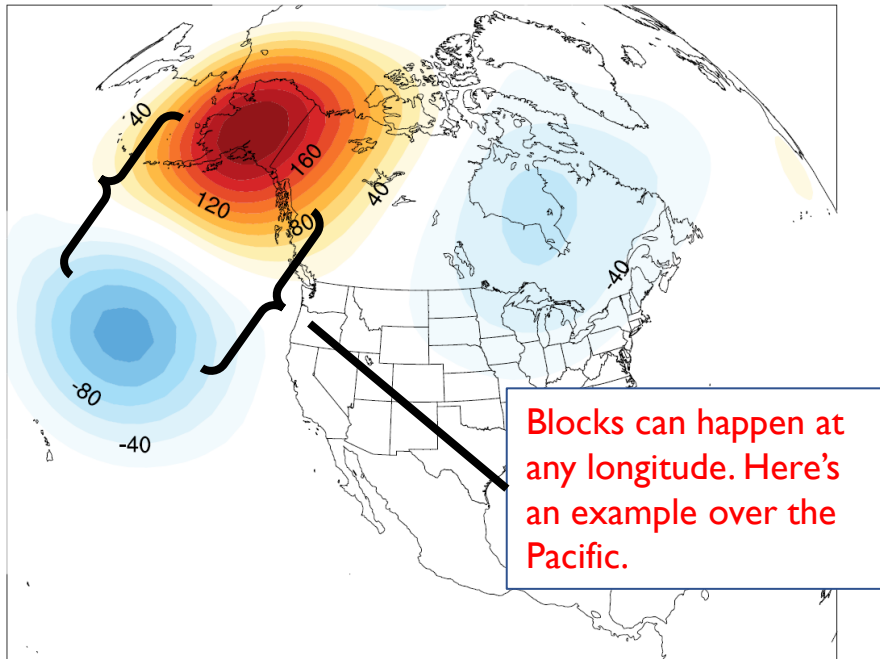 40
160
120
80
40
-40
-80
-40
Blocks can happen at
any longitude. Here’s
an example over the
Pacific.